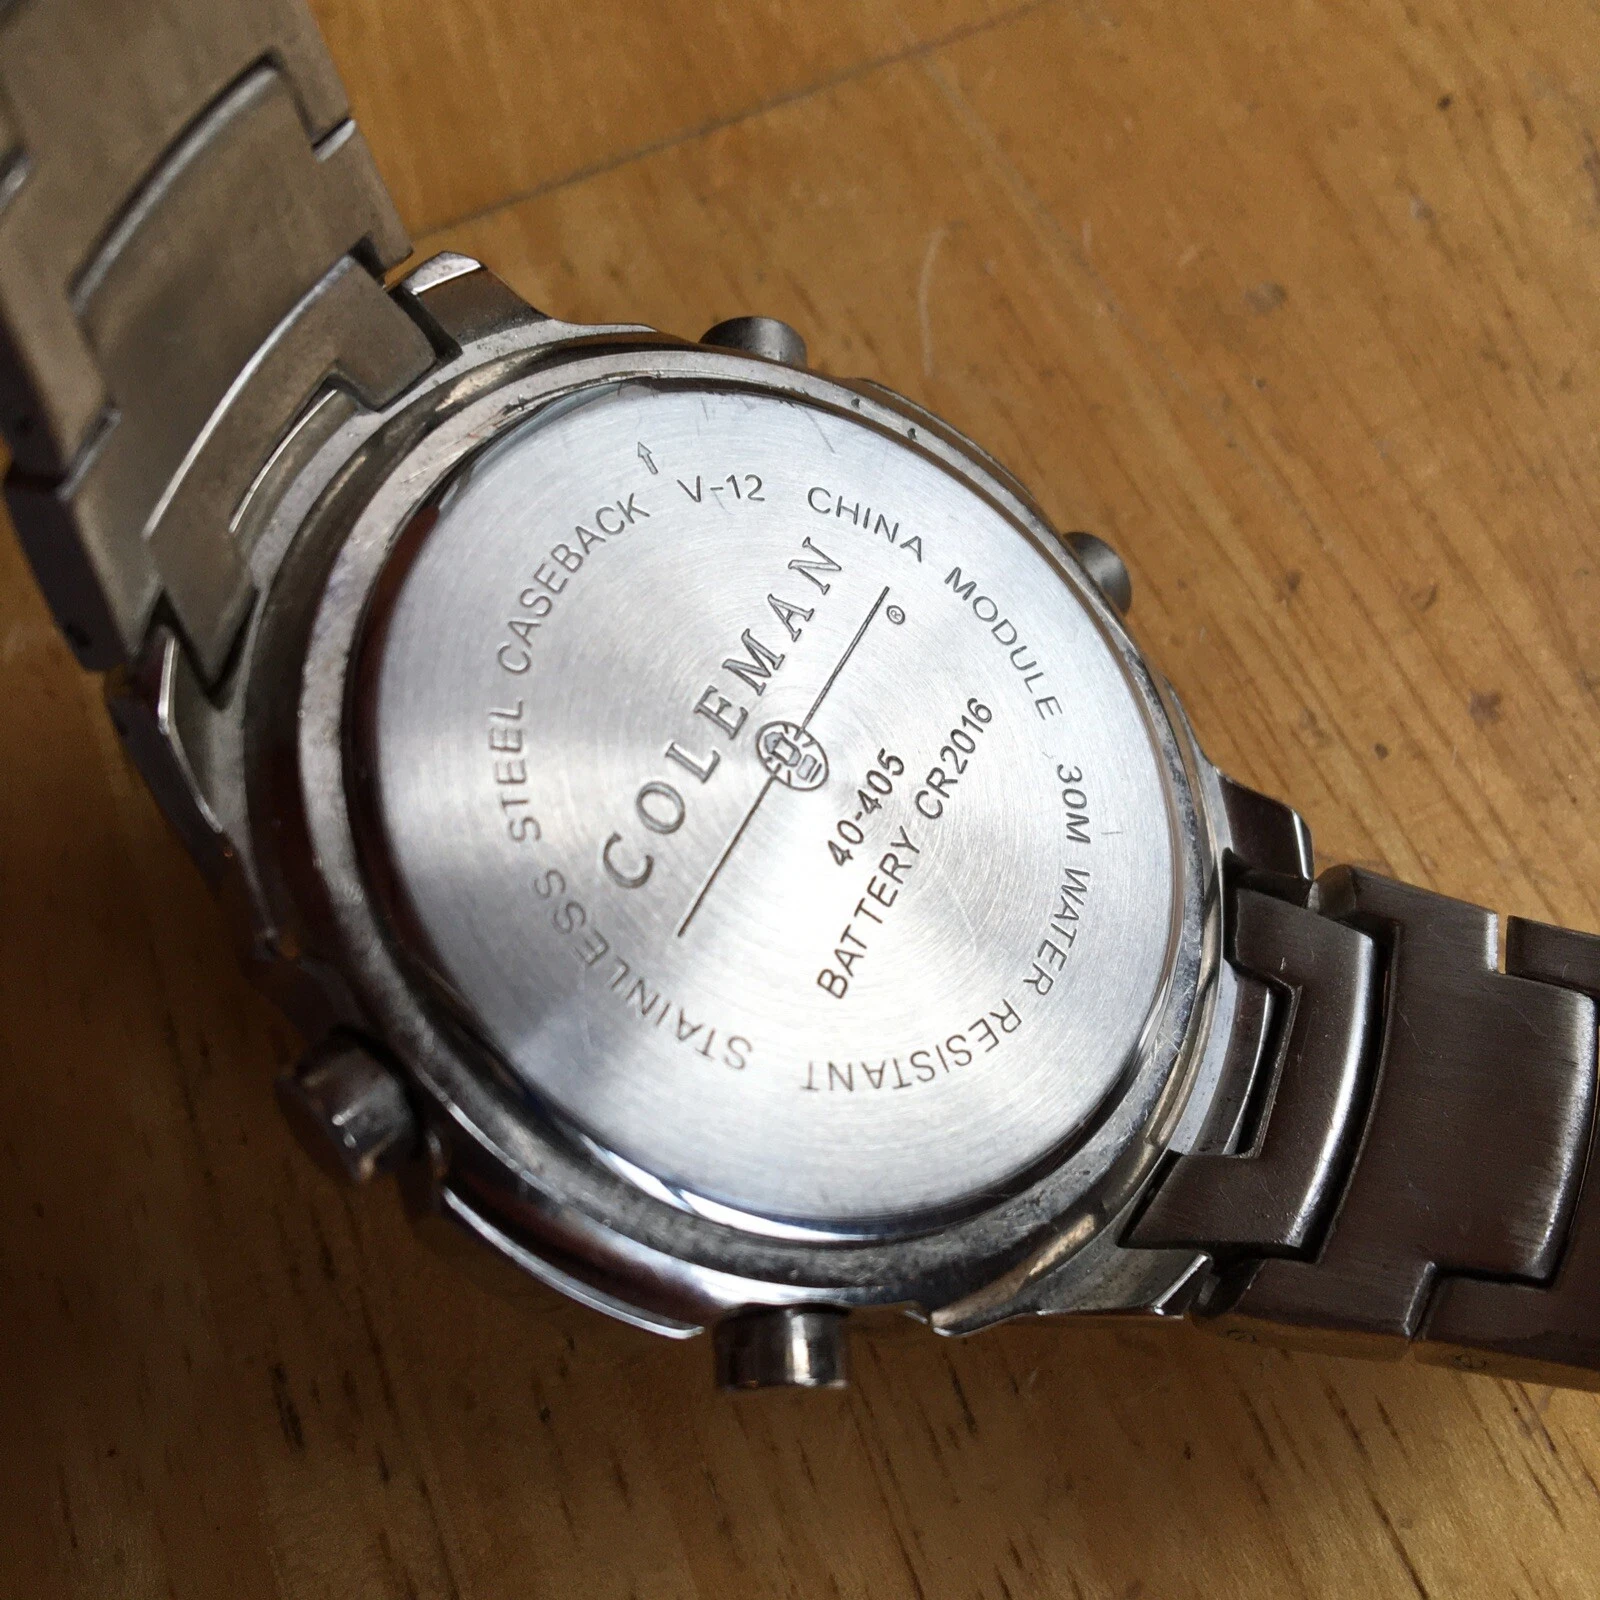 COLEMAN
®
40-405
BATTERY CR2016
STAINLESS STEEL CASEBACK V-12 CHINA MODULE 30M WATER RESISTANT